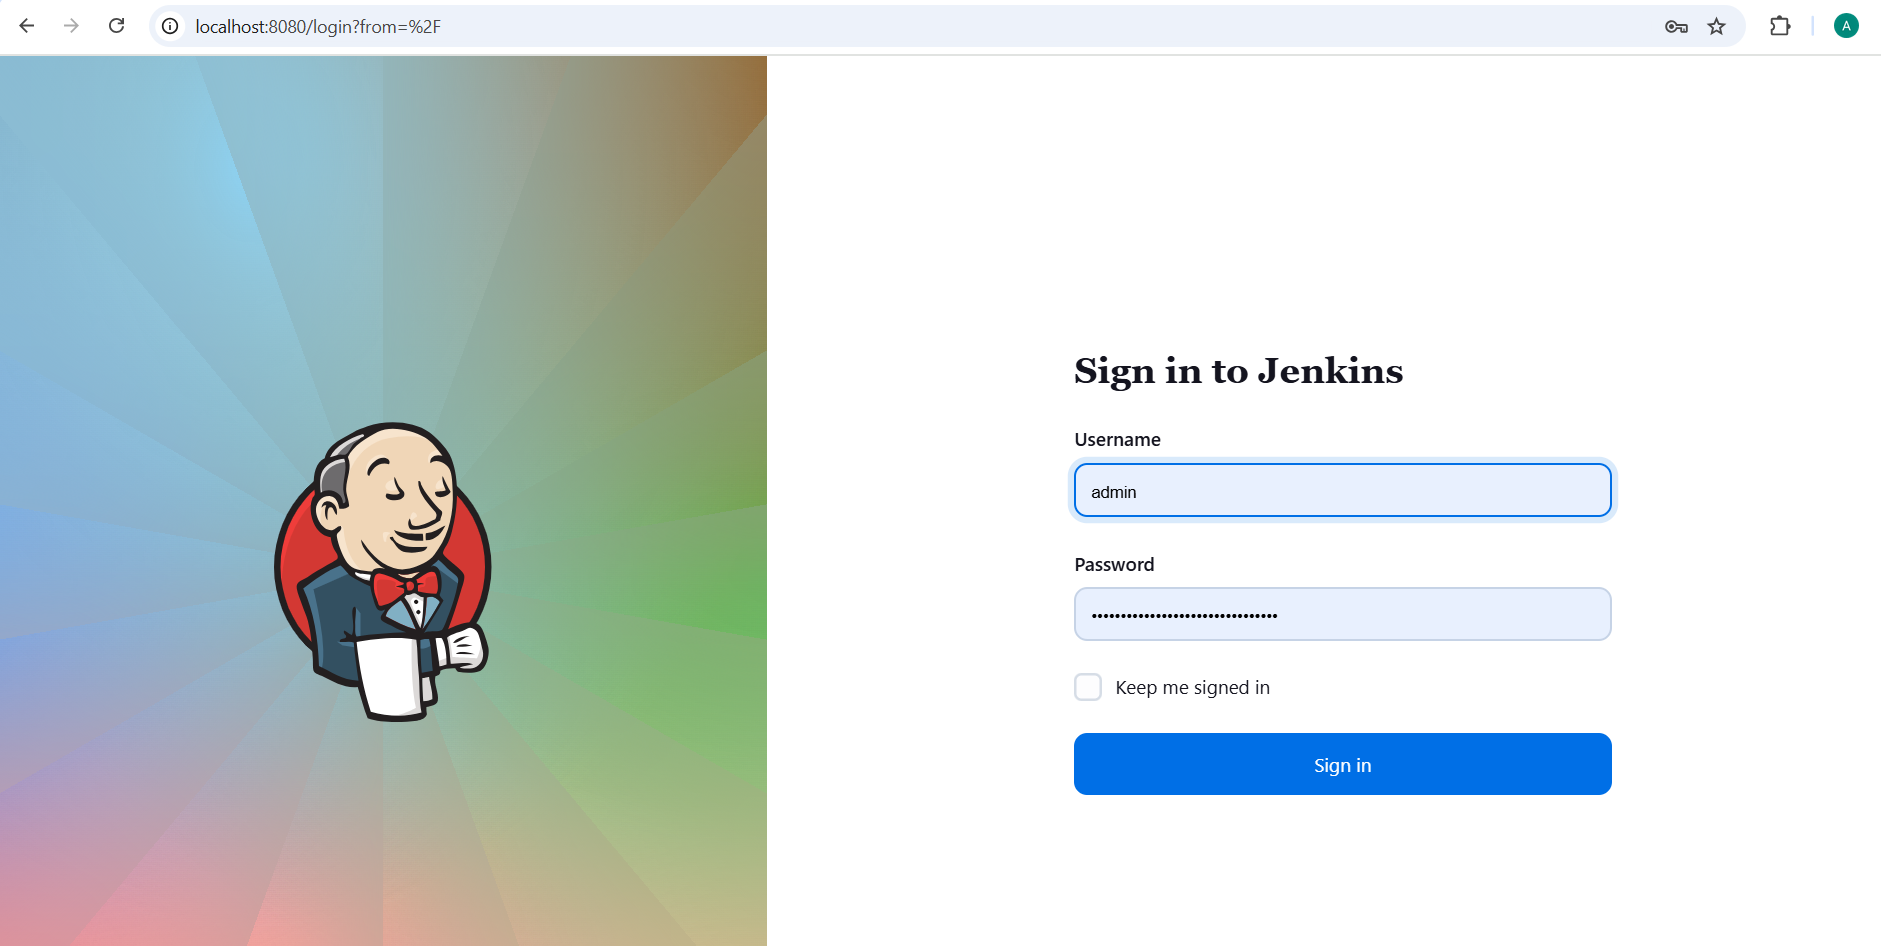 localhost:8080/login?from=%2F
A
Sign in to Jenkins
Username
admin
Password
••••••••••••••••••••••••••••••••
Keep me signed in
Sign in